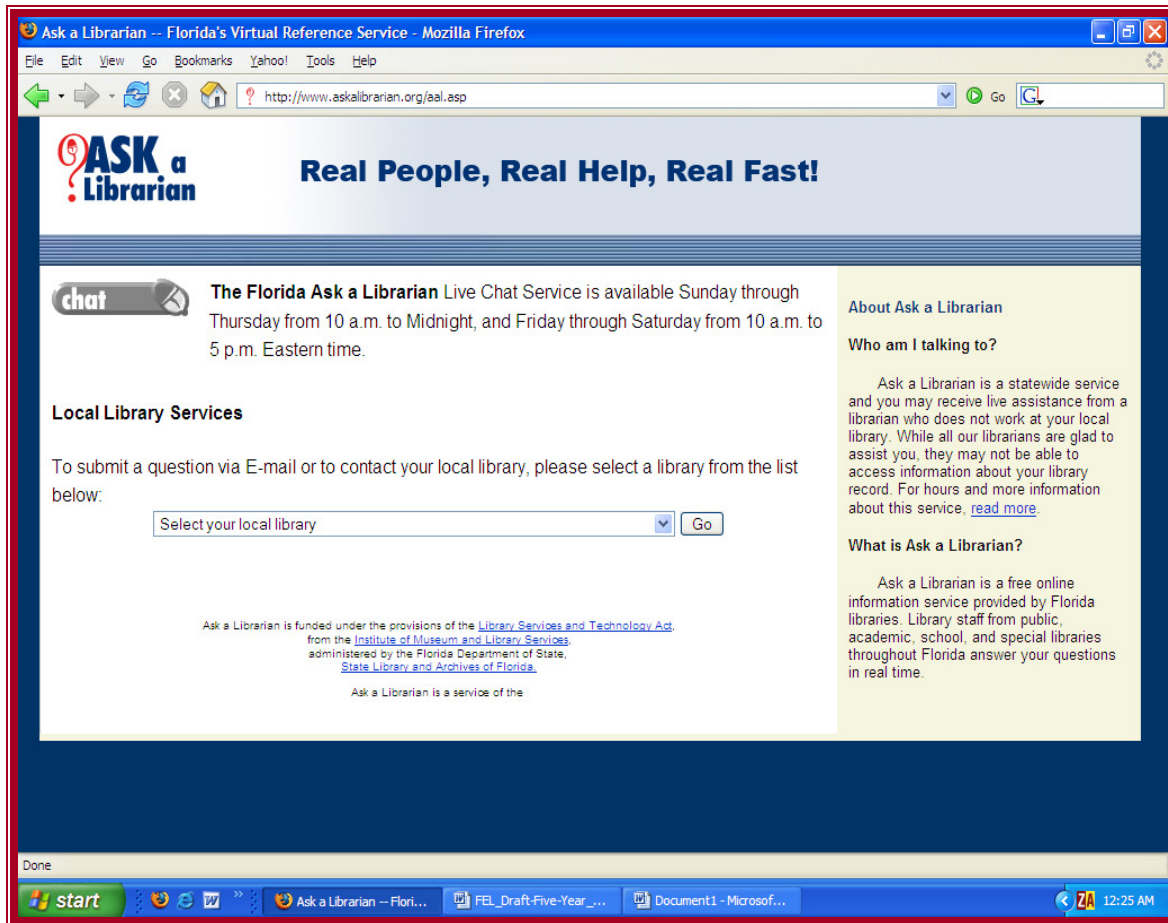 Ask a Librarian -- Florida's Virtual Reference Service - Mozilla Firefox
File Edit View Go Bookmarks Yahoo! Tools Help
http://www.askalibrarian.org/aal.asp Go G
ASK a
Librarian
Real People, Real Help, Real Fast!
chat
The Florida Ask a Librarian Live Chat Service is available Sunday through
Thursday from 10 a.m. to Midnight, and Friday through Saturday from 10 a.m. to
5 p.m. Eastern time.
Local Library Services
To submit a question via E-mail or to contact your local library, please select a library from the list
below:
Select your local library Go
Ask a Librarian is funded under the provisions of the Library Services and Technology Act,
from the Institute of Museum and Library Services,
administered by the Florida Department of State,
State Library and Archives of Florida.
Ask a Librarian is a service of the
About Ask a Librarian
Who am I talking to?
Ask a Librarian is a statewide service
and you may receive live assistance from a
librarian who does not work at your local
library. While all our librarians are glad to
assist you, they may not be able to
access information about your library
record. For hours and more information
about this service, read more.
What is Ask a Librarian?
Ask a Librarian is a free online
information service provided by Florida
libraries. Library staff from public,
academic, school, and special libraries
throughout Florida answer your questions
in real time.
Done
start W » Ask a Librarian -- Flori... FEL_Draft-Five-Year_... Document1 - Microsof... ZA 12:25 AM